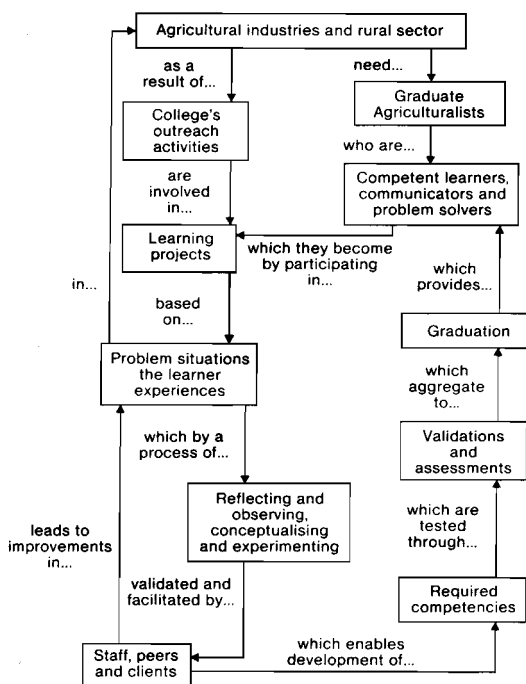 Agricultural industries and rural sector
as a
result of...
need...
College's
outreach
activities
Graduate
Agriculturalists
who are...
are
involved
in...
Competent learners,
communicators and
problem solvers
Learning
projects
which they become
by participating
in...
which
provides...
in...
based
on...
Graduation
Problem situations
the learner
experiences
which
aggregate
to...
which by a
process of...
Validations
and
assessments
Reflecting and
observing,
conceptualising
and experimenting
which are
tested
through...
leads to
improvements
in...
validated and
facilitated by...
Required
competencies
Staff, peers
and clients
which enables
development of...